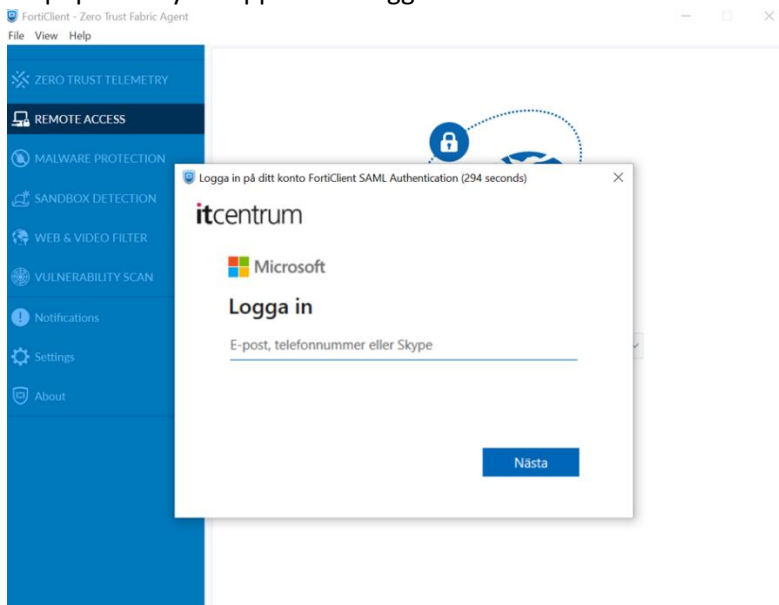 FortiClient - Zero Trust Fabric Agent
File View Help
ZERO TRUST TELEMETRY
REMOTE ACCESS
MALWARE PROTECTION
SANDBOX DETECTION
WEB & VIDEO FILTER
VULNERABILITY SCAN
Notifications
Settings
About
Logga in på ditt konto FortiClient SAML Authentication (294 seconds)
itcentrum
Microsoft
Logga in
E-post, telefonnummer eller Skype
Nästa